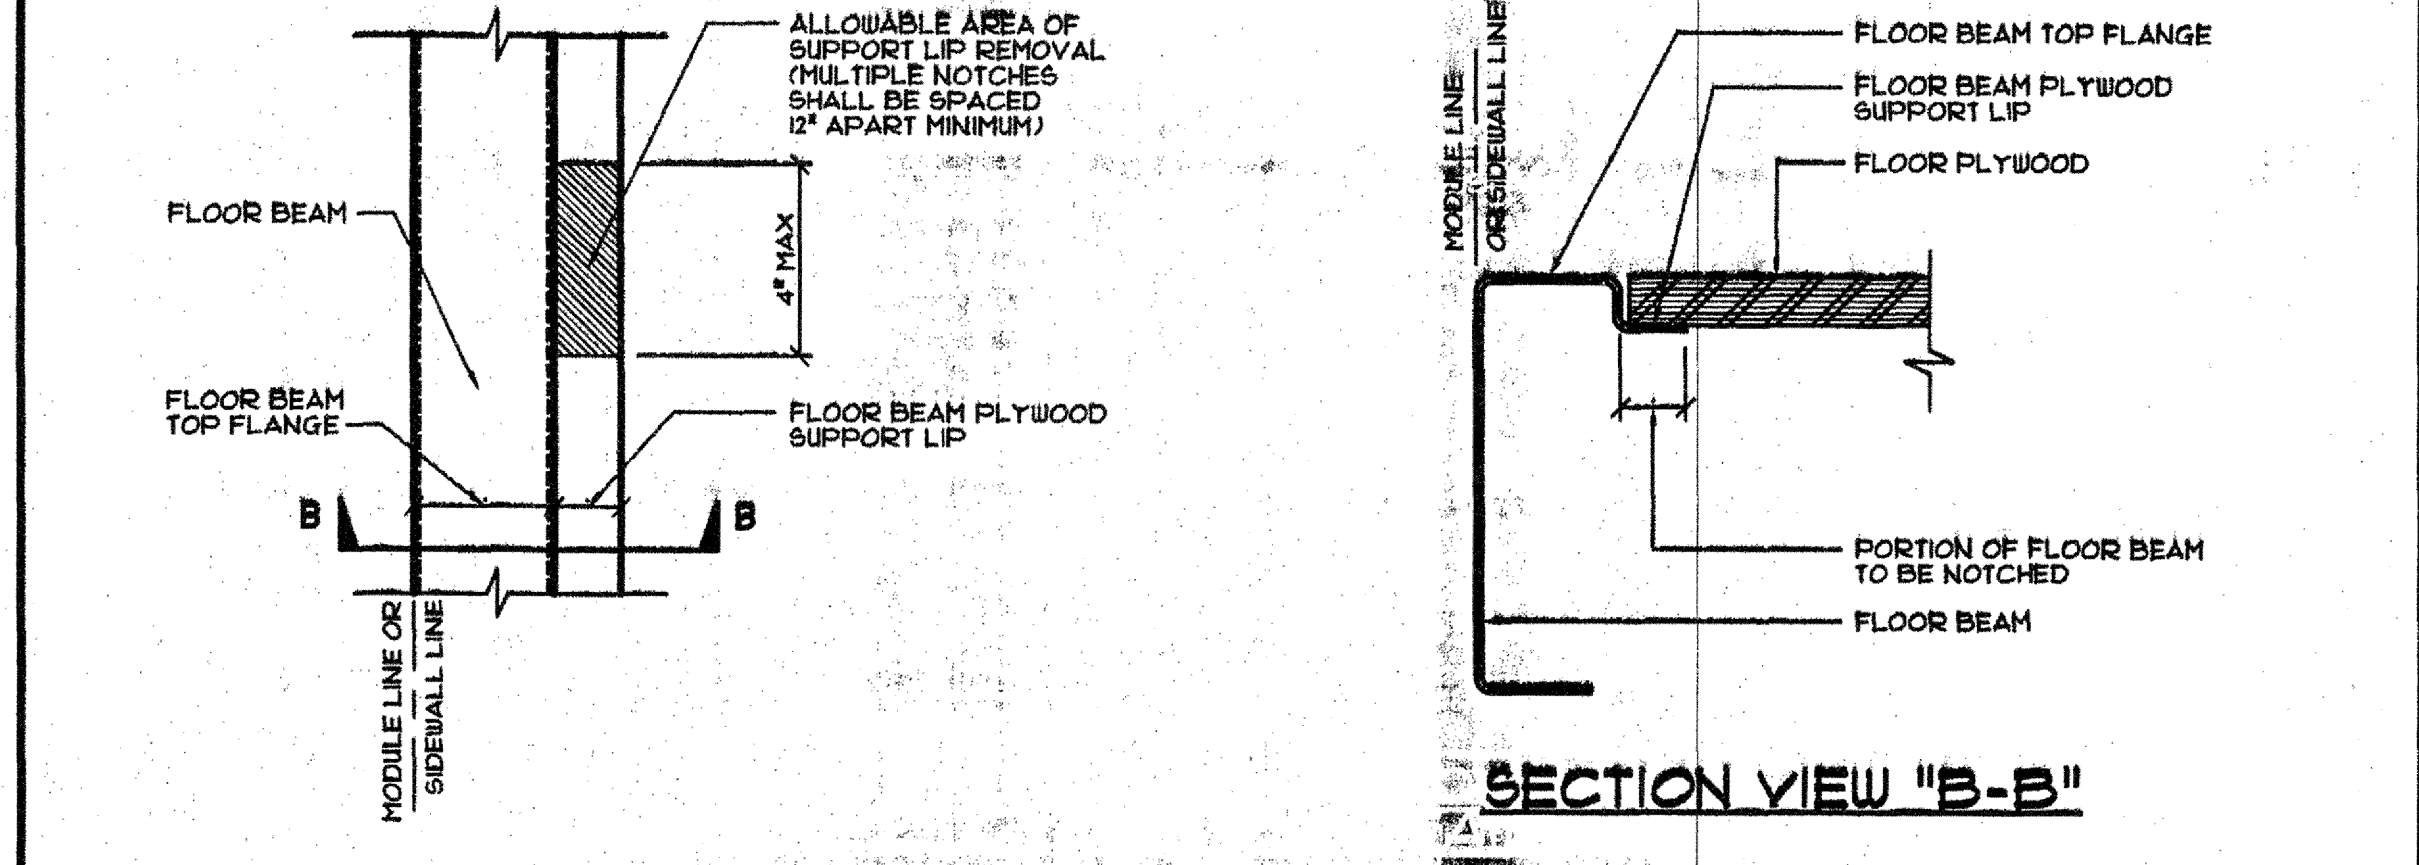 ALLOWABLE AREA OF
SUPPORT LIP REMOVAL
(MULTIPLE NOTCHES
SHALL BE SPACED
12" APART MINIMUM)
FLOOR BEAM
4" MAX
FLOOR BEAM
TOP FLANGE
FLOOR BEAM PLYWOOD
SUPPORT LIP
B
B
MODULE LINE OR
SIDEWALL LINE
MODULE LINE
OR SIDEWALL LINE
FLOOR BEAM TOP FLANGE
FLOOR BEAM PLYWOOD
SUPPORT LIP
FLOOR PLYWOOD
PORTION OF FLOOR BEAM
TO BE NOTCHED
FLOOR BEAM
SECTION VIEW "B-B"